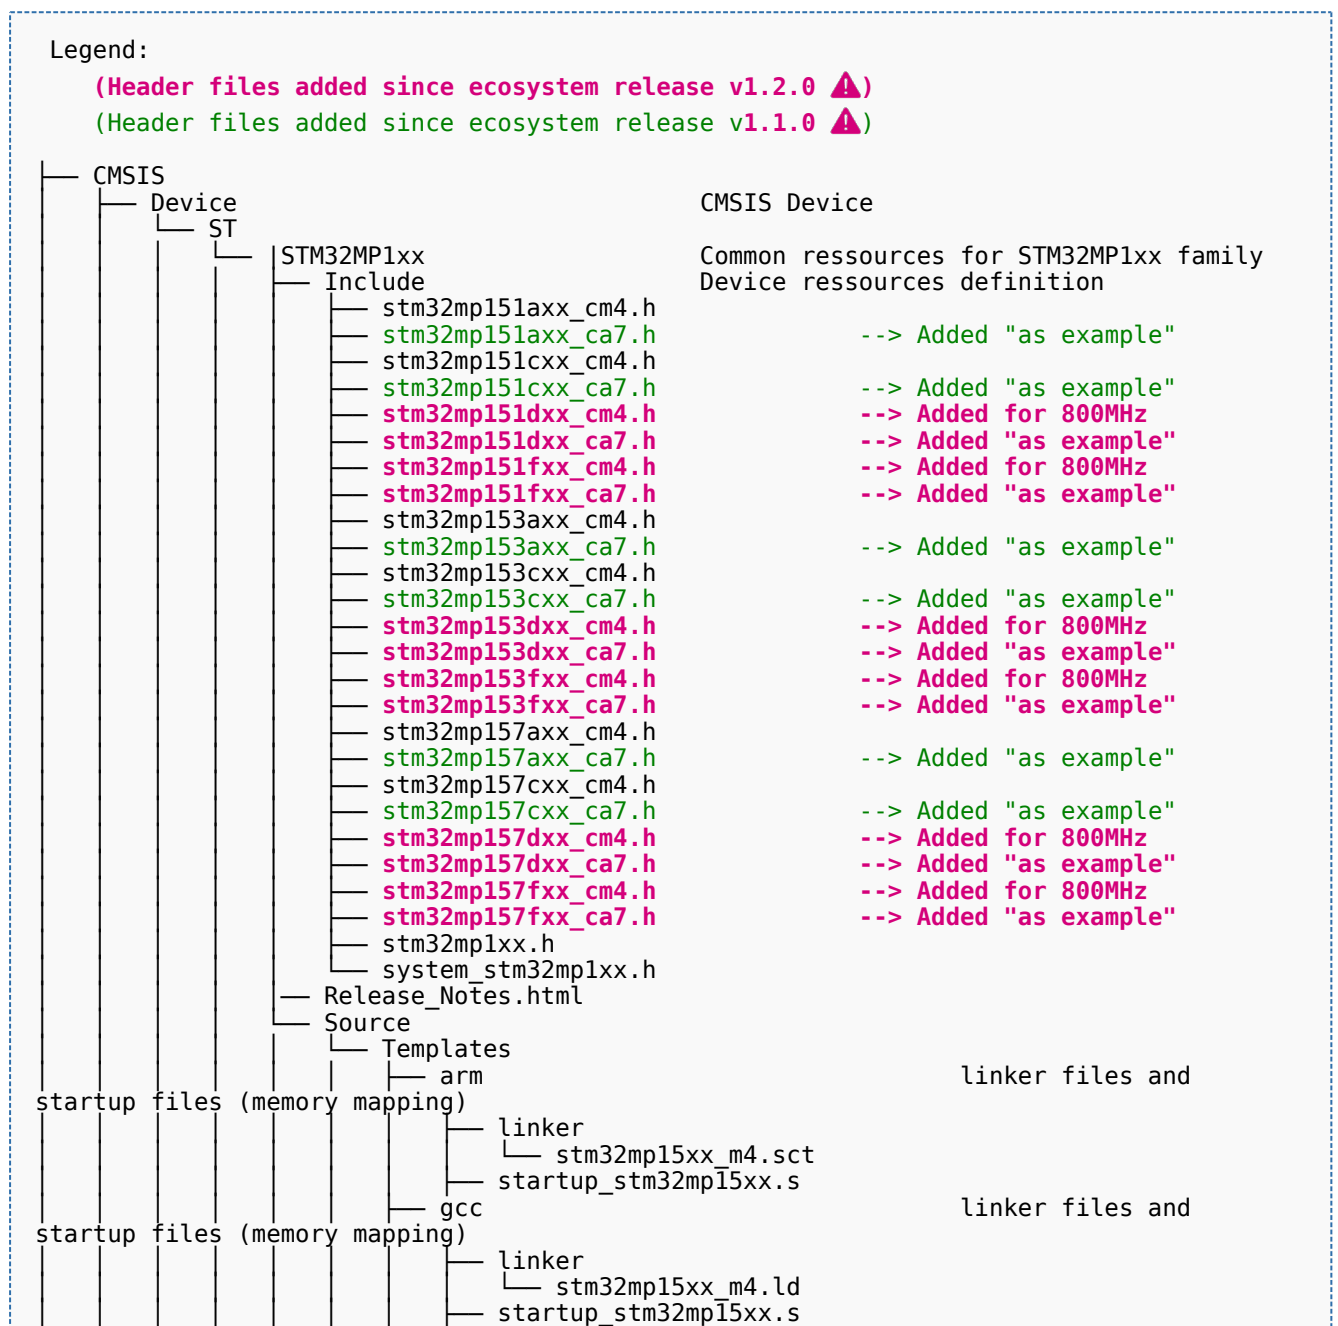 Legend:
(Header files added since ecosystem release v1.2.0 ⚠)
(Header files added since ecosystem release v1.1.0 ⚠)
├── CMSIS
│   ├── Device CMSIS Device
│   │   └── ST
│   │   │   └── │STM32MP1xx Common ressources for STM32MP1xx family
│   │   │   │   ├── Include Device ressources definition
│   │   │   │   │   ├── stm32mp151axx_cm4.h
│   │   │   │   │   ├── stm32mp151axx_ca7.h --> Added "as example"
│   │   │   │   │   ├── stm32mp151cxx_cm4.h
│   │   │   │   │   ├── stm32mp151cxx_ca7.h --> Added "as example"
│   │   │   │   │   ├── stm32mp151dxx_cm4.h --> Added for 800MHz
│   │   │   │   │   ├── stm32mp151dxx_ca7.h --> Added "as example"
│   │   │   │   │   ├── stm32mp151fxx_cm4.h --> Added for 800MHz
│   │   │   │   │   ├── stm32mp151fxx_ca7.h --> Added "as example"
│   │   │   │   │   ├── stm32mp153axx_cm4.h
│   │   │   │   │   ├── stm32mp153axx_ca7.h --> Added "as example"
│   │   │   │   │   ├── stm32mp153cxx_cm4.h
│   │   │   │   │   ├── stm32mp153cxx_ca7.h --> Added "as example"
│   │   │   │   │   ├── stm32mp153dxx_cm4.h --> Added for 800MHz
│   │   │   │   │   ├── stm32mp153dxx_ca7.h --> Added "as example"
│   │   │   │   │   ├── stm32mp153fxx_cm4.h --> Added for 800MHz
│   │   │   │   │   ├── stm32mp153fxx_ca7.h --> Added "as example"
│   │   │   │   │   ├── stm32mp157axx_cm4.h
│   │   │   │   │   ├── stm32mp157axx_ca7.h --> Added "as example"
│   │   │   │   │   ├── stm32mp157cxx_cm4.h
│   │   │   │   │   ├── stm32mp157cxx_ca7.h --> Added "as example"
│   │   │   │   │   ├── stm32mp157dxx_cm4.h --> Added for 800MHz
│   │   │   │   │   ├── stm32mp157dxx_ca7.h --> Added "as example"
│   │   │   │   │   ├── stm32mp157fxx_cm4.h --> Added for 800MHz
│   │   │   │   │   ├── stm32mp157fxx_ca7.h --> Added "as example"
│   │   │   │   │   ├── stm32mp1xx.h
│   │   │   │   │   └── system_stm32mp1xx.h
│   │   │   │   │── Release_Notes.html
│   │   │   │   └── Source
│   │   │   │   │   └── Templates
│   │   │   │   │   │   ├── arm linker files and
startup files (memory mapping)
│   │   │   │   │   │   │   ├── linker
│   │   │   │   │   │   │   │   └── stm32mp15xx_m4.sct
│   │   │   │   │   │   │   ├── startup_stm32mp15xx.s
│   │   │   │   │   │   ├── gcc linker files and
startup files (memory mapping)
│   │   │   │   │   │   │   ├── linker
│   │   │   │   │   │   │   │   └── stm32mp15xx_m4.ld
│   │   │   │   │   │   │   ├── startup_stm32mp15xx.s